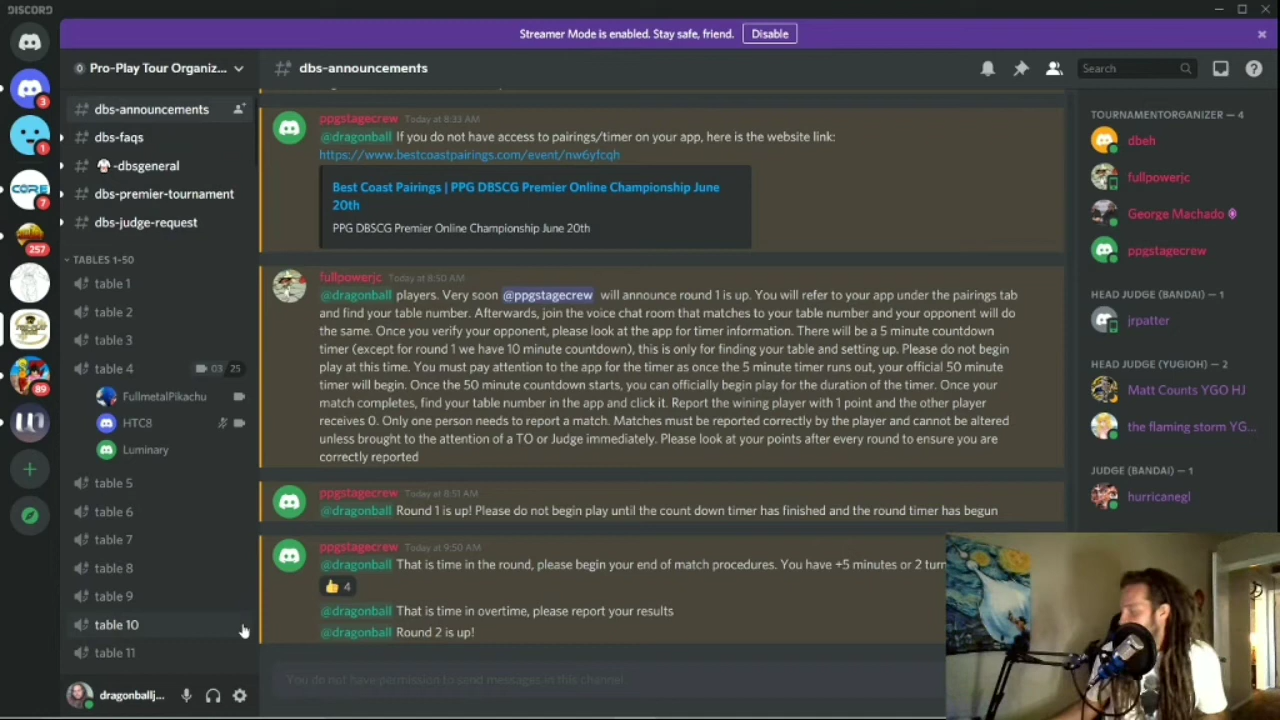 DISCORD
Streamer Mode is enabled. Stay safe, friend. Disable
3
1
CORE
7
257
89
Pro-Play Tour Organiz...
dbs-announcements
dbs-faqs
-dbsgeneral
dbs-premier-tournament
dbs-judge-request
TABLES 1-50
table 1
table 2
table 3
table 4 03 25
FullmetalPikachu
HTC8
Luminary
table 5
table 6
table 7
table 8
table 9
table 10
table 11
dragonballj...
dbs-announcements
Search
ppgstagecrew Today at 8:33 AM
@dragonball If you do not have access to pairings/timer on your app, here is the website link:
https://www.bestcoastpairings.com/event/nw6yfcqh
Best Coast Pairings | PPG DBSCG Premier Online Championship June
20th
PPG DBSCG Premier Online Championship June 20th
fullpowerjc Today at 8:50 AM
@dragonball players. Very soon @ppgstagecrew will announce round 1 is up. You will refer to your app under the pairings tab
and find your table number. Afterwards, join the voice chat room that matches to your table number and your opponent will do
the same. Once you verify your opponent, please look at the app for timer information. There will be a 5 minute countdown
timer (except for round 1 we have 10 minute countdown), this is only for finding your table and setting up. Please do not begin
play at this time. You must pay attention to the app for the timer as once the 5 minute timer runs out, your official 50 minute
timer will begin. Once the 50 minute countdown starts, you can officially begin play for the duration of the timer. Once your
match completes, find your table number in the app and click it. Report the wining player with 1 point and the other player
receives 0. Only one person needs to report a match. Matches must be reported correctly by the player and cannot be altered
unless brought to the attention of a TO or Judge immediately. Please look at your points after every round to ensure you are
correctly reported
ppgstagecrew Today at 8:51 AM
@dragonball Round 1 is up! Please do not begin play until the count down timer has finished and the round timer has begun
ppgstagecrew Today at 9:50 AM
@dragonball That is time in the round, please begin your end of match procedures. You have +5 minutes or 2 turn
4
@dragonball That is time in overtime, please report your results
@dragonball Round 2 is up!
You do not have permission to send messages in this channel.
TOURNAMENTORGANIZER — 4
dbeh
fullpowerjc
George Machado
ppgstagecrew
HEAD JUDGE (BANDAI) — 1
jrpatter
HEAD JUDGE (YUGIOH) — 2
Matt Counts YGO HJ
the flaming storm YG...
JUDGE (BANDAI) — 1
hurricanegl